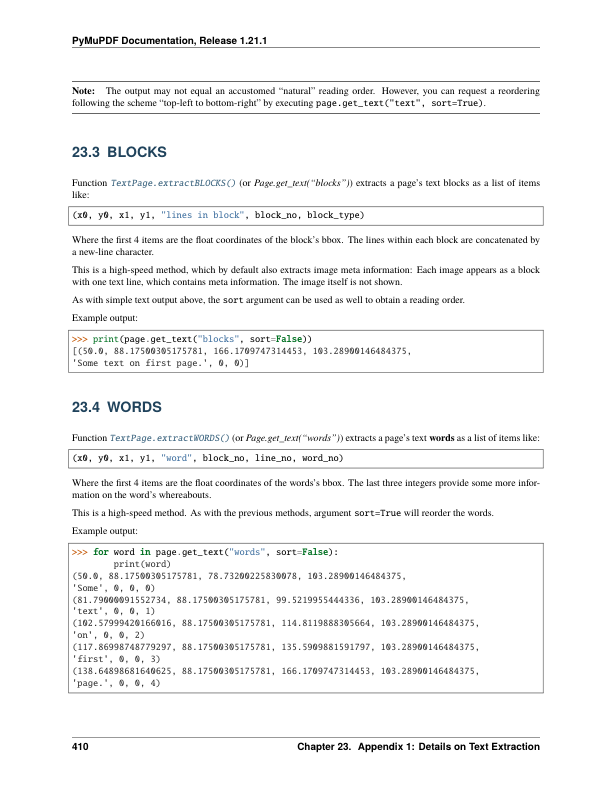 PyMuPDF Documentation, Release 1.21.1
Note: The output may not equal an accustomed “natural” reading order. However, you can request a reordering
following the scheme “top-left to bottom-right” by executing page.get_text("text", sort=True).
23.3 BLOCKS
Function TextPage.extractBLOCKS() (or Page.get_text(“blocks”)) extracts a page’s text blocks as a list of items
like:
(x0, y0, x1, y1, "lines in block", block_no, block_type)
Where the first 4 items are the float coordinates of the block’s bbox. The lines within each block are concatenated by
a new-line character.
This is a high-speed method, which by default also extracts image meta information: Each image appears as a block
with one text line, which contains meta information. The image itself is not shown.
As with simple text output above, the sort argument can be used as well to obtain a reading order.
Example output:
>>> print(page.get_text("blocks", sort=False))
[(50.0, 88.17500305175781, 166.1709747314453, 103.28900146484375,
'Some text on first page.', 0, 0)]
23.4 WORDS
Function TextPage.extractWORDS() (or Page.get_text(“words”)) extracts a page’s text words as a list of items like:
(x0, y0, x1, y1, "word", block_no, line_no, word_no)
Where the first 4 items are the float coordinates of the words’s bbox. The last three integers provide some more infor-
mation on the word’s whereabouts.
This is a high-speed method. As with the previous methods, argument sort=True will reorder the words.
Example output:
>>> for word in page.get_text("words", sort=False):
print(word)
(50.0, 88.17500305175781, 78.73200225830078, 103.28900146484375,
'Some', 0, 0, 0)
(81.79000091552734, 88.17500305175781, 99.5219955444336, 103.28900146484375,
'text', 0, 0, 1)
(102.57999420166016, 88.17500305175781, 114.8119888305664, 103.28900146484375,
'on', 0, 0, 2)
(117.86998748779297, 88.17500305175781, 135.5909881591797, 103.28900146484375,
'first', 0, 0, 3)
(138.64898681640625, 88.17500305175781, 166.1709747314453, 103.28900146484375,
'page.', 0, 0, 4)
410 Chapter 23. Appendix 1: Details on Text Extraction